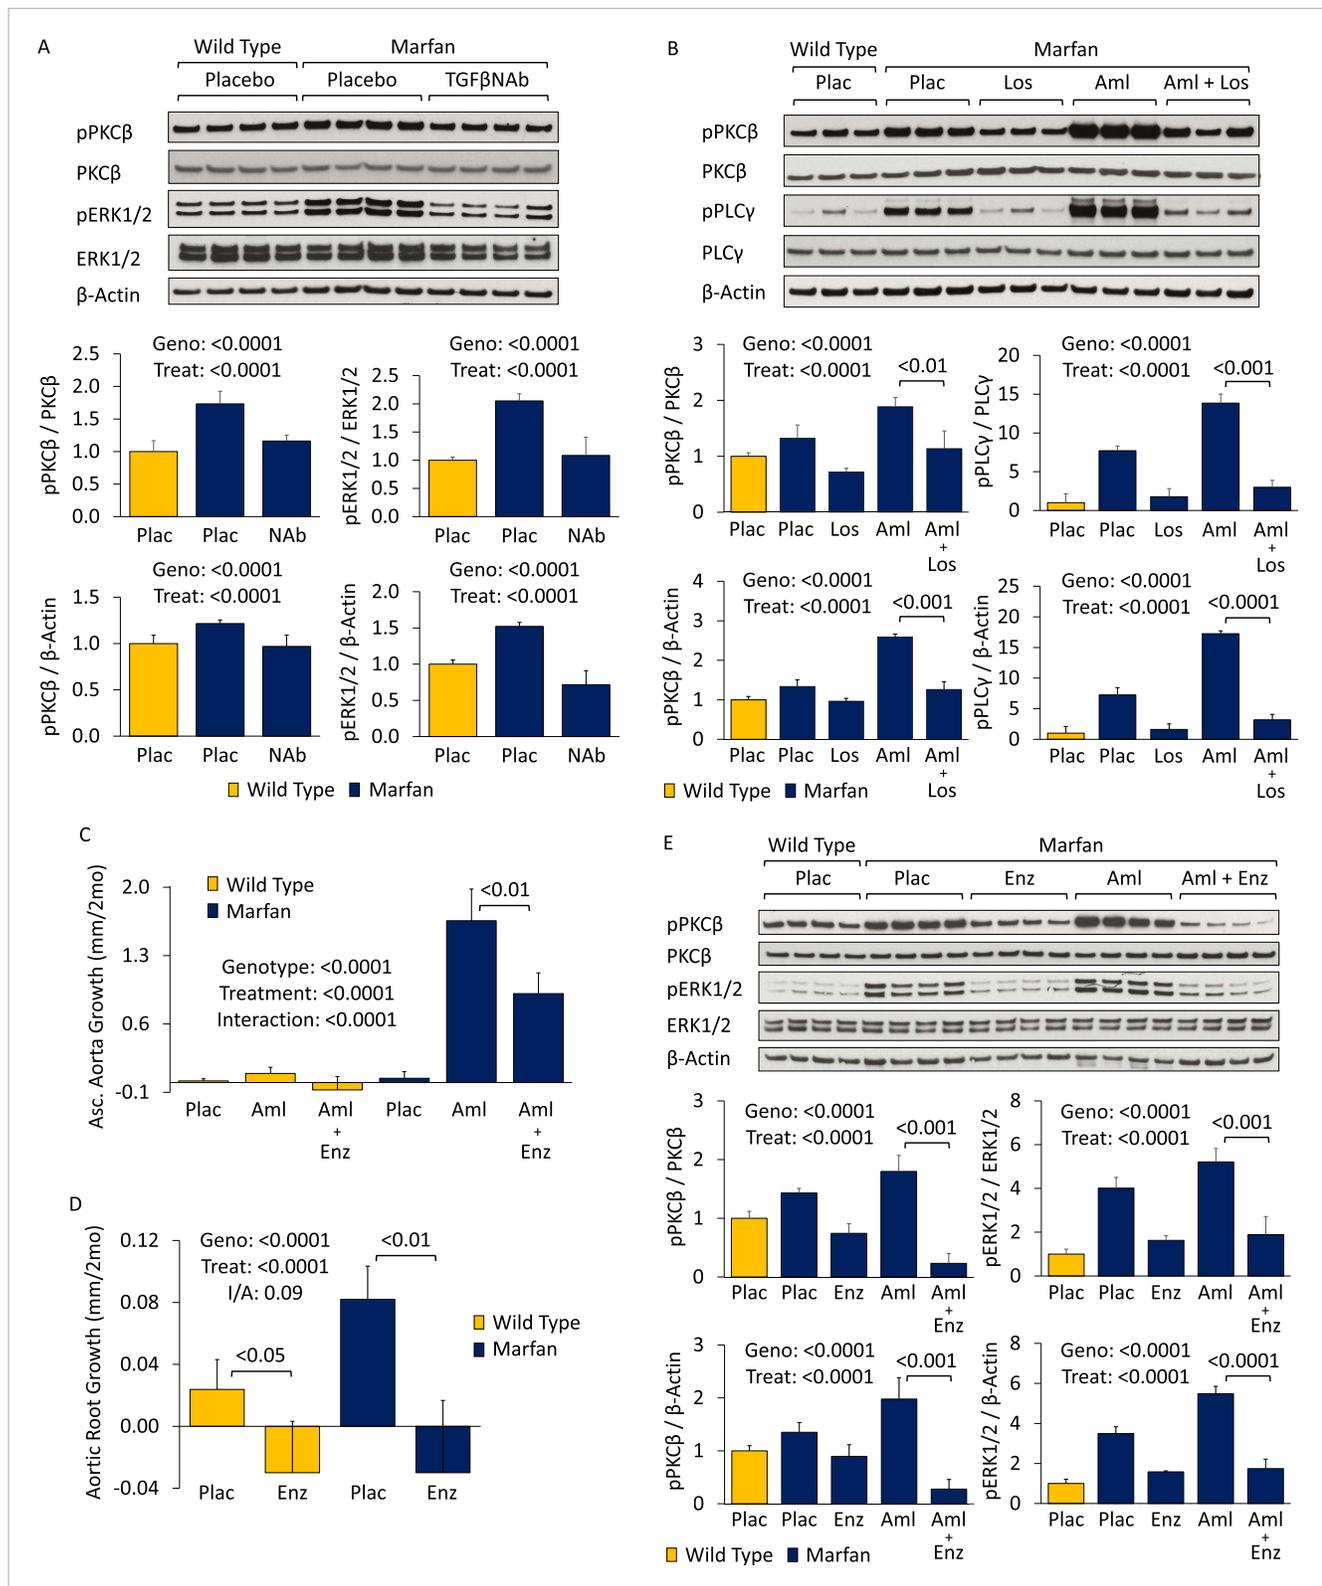 A
Wild Type Marfan
Placebo Placebo TGFβNAb
pPKCβ
PKCβ
pERK1/2
ERK1/2
β-Actin
Geno: <0.0001
Treat: <0.0001
pPKCβ / PKCβ
2.5
2.0
1.5
1.0
0.5
0.0
Plac Plac NAb
Geno: <0.0001
Treat: <0.0001
pERK1/2 / ERK1/2
2.5
2.0
1.5
1.0
0.5
0.0
Plac Plac NAb
Geno: <0.0001
Treat: <0.0001
pPKCβ / β-Actin
1.5
1.0
0.5
0.0
Plac Plac NAb
Geno: <0.0001
Treat: <0.0001
pERK1/2 / β-Actin
2.0
1.5
1.0
0.5
0.0
Plac Plac NAb
Wild Type Marfan
B
Wild Type Marfan
Plac Plac Los Aml Aml + Los
pPKCβ
PKCβ
pPLCγ
PLCγ
β-Actin
Geno: <0.0001
Treat: <0.0001
<0.01
pPKCβ / PKCβ
3
2
1
0
Plac Plac Los Aml Aml
+
Los
Geno: <0.0001
Treat: <0.0001
<0.001
pPLCγ / PLCγ
20
15
10
5
0
Plac Plac Los Aml Aml
+
Los
Geno: <0.0001
Treat: <0.0001
<0.001
pPKCβ / β-Actin
4
3
2
1
0
Plac Plac Los Aml Aml
+
Los
Geno: <0.0001
Treat: <0.0001
<0.0001
pPLCγ / β-Actin
25
20
15
10
5
0
Plac Plac Los Aml Aml
+
Los
Wild Type Marfan
C
Wild Type
Marfan
Genotype: <0.0001
Treatment: <0.0001
Interaction: <0.0001
<0.01
Asc. Aorta Growth (mm/2mo)
2.0
1.3
0.6
-0.1
Plac Aml Aml Plac Aml Aml
+ +
Enz Enz
D
Geno: <0.0001
Treat: <0.0001
I/A: 0.09
<0.01
<0.05
Wild Type
Marfan
Aortic Root Growth (mm/2mo)
0.12
0.08
0.04
0.00
-0.04
Plac Enz Plac Enz
E
Wild Type Marfan
Plac Plac Enz Aml Aml + Enz
pPKCβ
PKCβ
pERK1/2
ERK1/2
β-Actin
Geno: <0.0001
Treat: <0.0001
<0.001
pPKCβ / PKCβ
3
2
1
0
Plac Plac Enz Aml Aml
+
Enz
Geno: <0.0001
Treat: <0.0001
<0.001
pERK1/2 / ERK1/2
8
6
4
2
0
Plac Plac Enz Aml Aml
+
Enz
Geno: <0.0001
Treat: <0.0001
<0.001
pPKCβ / β-Actin
3
2
1
0
Plac Plac Enz Aml Aml
+
Enz
Geno: <0.0001
Treat: <0.0001
<0.0001
pERK1/2 / β-Actin
8
6
4
2
0
Plac Plac Enz Aml Aml
+
Enz
Wild Type Marfan